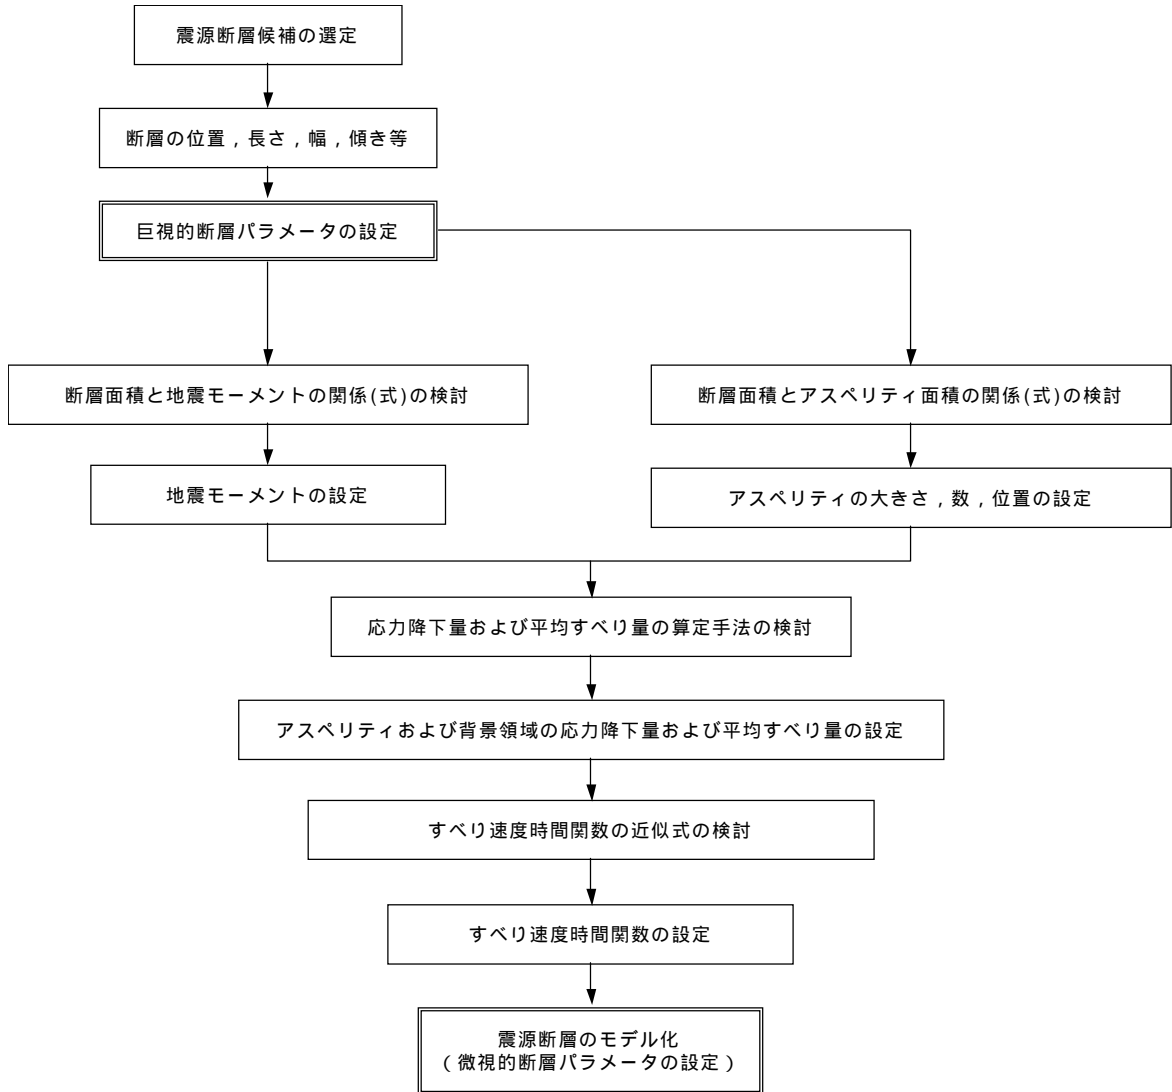 震源断層候補の選定
断層の位置，長さ，幅，傾き等
巨視的断層パラメータの設定
断層面積と地震モーメントの関係(式)の検討
断層面積とアスペリティ面積の関係(式)の検討
地震モーメントの設定
アスペリティの大きさ，数，位置の設定
応力降下量および平均すべり量の算定手法の検討
アスペリティおよび背景領域の応力降下量および平均すべり量の設定
すべり速度時間関数の近似式の検討
すべり速度時間関数の設定
震源断層のモデル化
（微視的断層パラメータの設定）